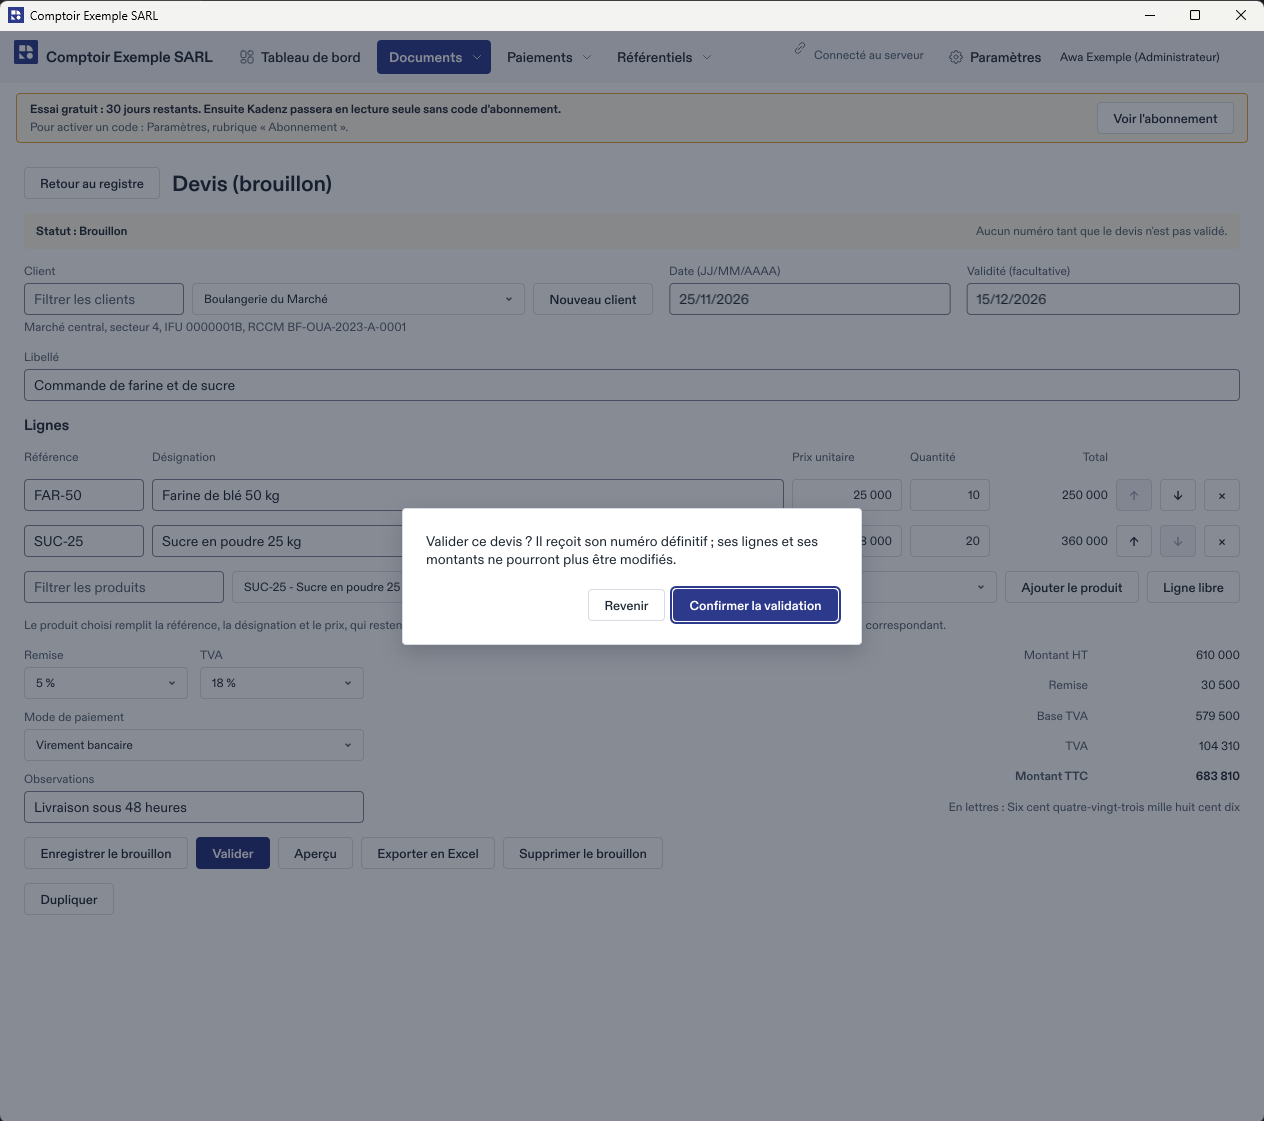 Comptoir Exemple SARL
Comptoir Exemple SARL Tableau de bord Documents Paiements Référentiels Connecté au serveur Paramètres Awa Exemple (Administrateur)
Essai gratuit : 30 jours restants. Ensuite Kadenz passera en lecture seule sans code d'abonnement.
Pour activer un code : Paramètres, rubrique « Abonnement ».
Voir l'abonnement
Retour au registre Devis (brouillon)
Statut : Brouillon Aucun numéro tant que le devis n'est pas validé.
Client Date (JJ/MM/AAAA) Validité (facultative)
Filtrer les clients Boulangerie du Marché Nouveau client 25/11/2026 15/12/2026
Marché central, secteur 4, IFU 0000001B, RCCM BF-OUA-2023-A-0001
Libellé
Commande de farine et de sucre
Lignes
Référence Désignation Prix unitaire Quantité Total
FAR-50 Farine de blé 50 kg 25 000 10 250 000 ↑ ↓ ×
SUC-25 Sucre en poudre 25 kg 8 000 20 360 000 ↑ ↓ ×
Valider ce devis ? Il reçoit son numéro définitif ; ses lignes et ses
montants ne pourront plus être modifiés.
Revenir Confirmer la validation
Filtrer les produits SUC-25 - Sucre en poudre 25 Ajouter le produit Ligne libre
Le produit choisi remplit la référence, la désignation et le prix, qui resten correspondant.
Remise TVA
5 % 18 %
Mode de paiement
Virement bancaire
Observations
Livraison sous 48 heures
Montant HT 610 000
Remise 30 500
Base TVA 579 500
TVA 104 310
Montant TTC 683 810
En lettres : Six cent quatre-vingt-trois mille huit cent dix
Enregistrer le brouillon Valider Aperçu Exporter en Excel Supprimer le brouillon
Dupliquer